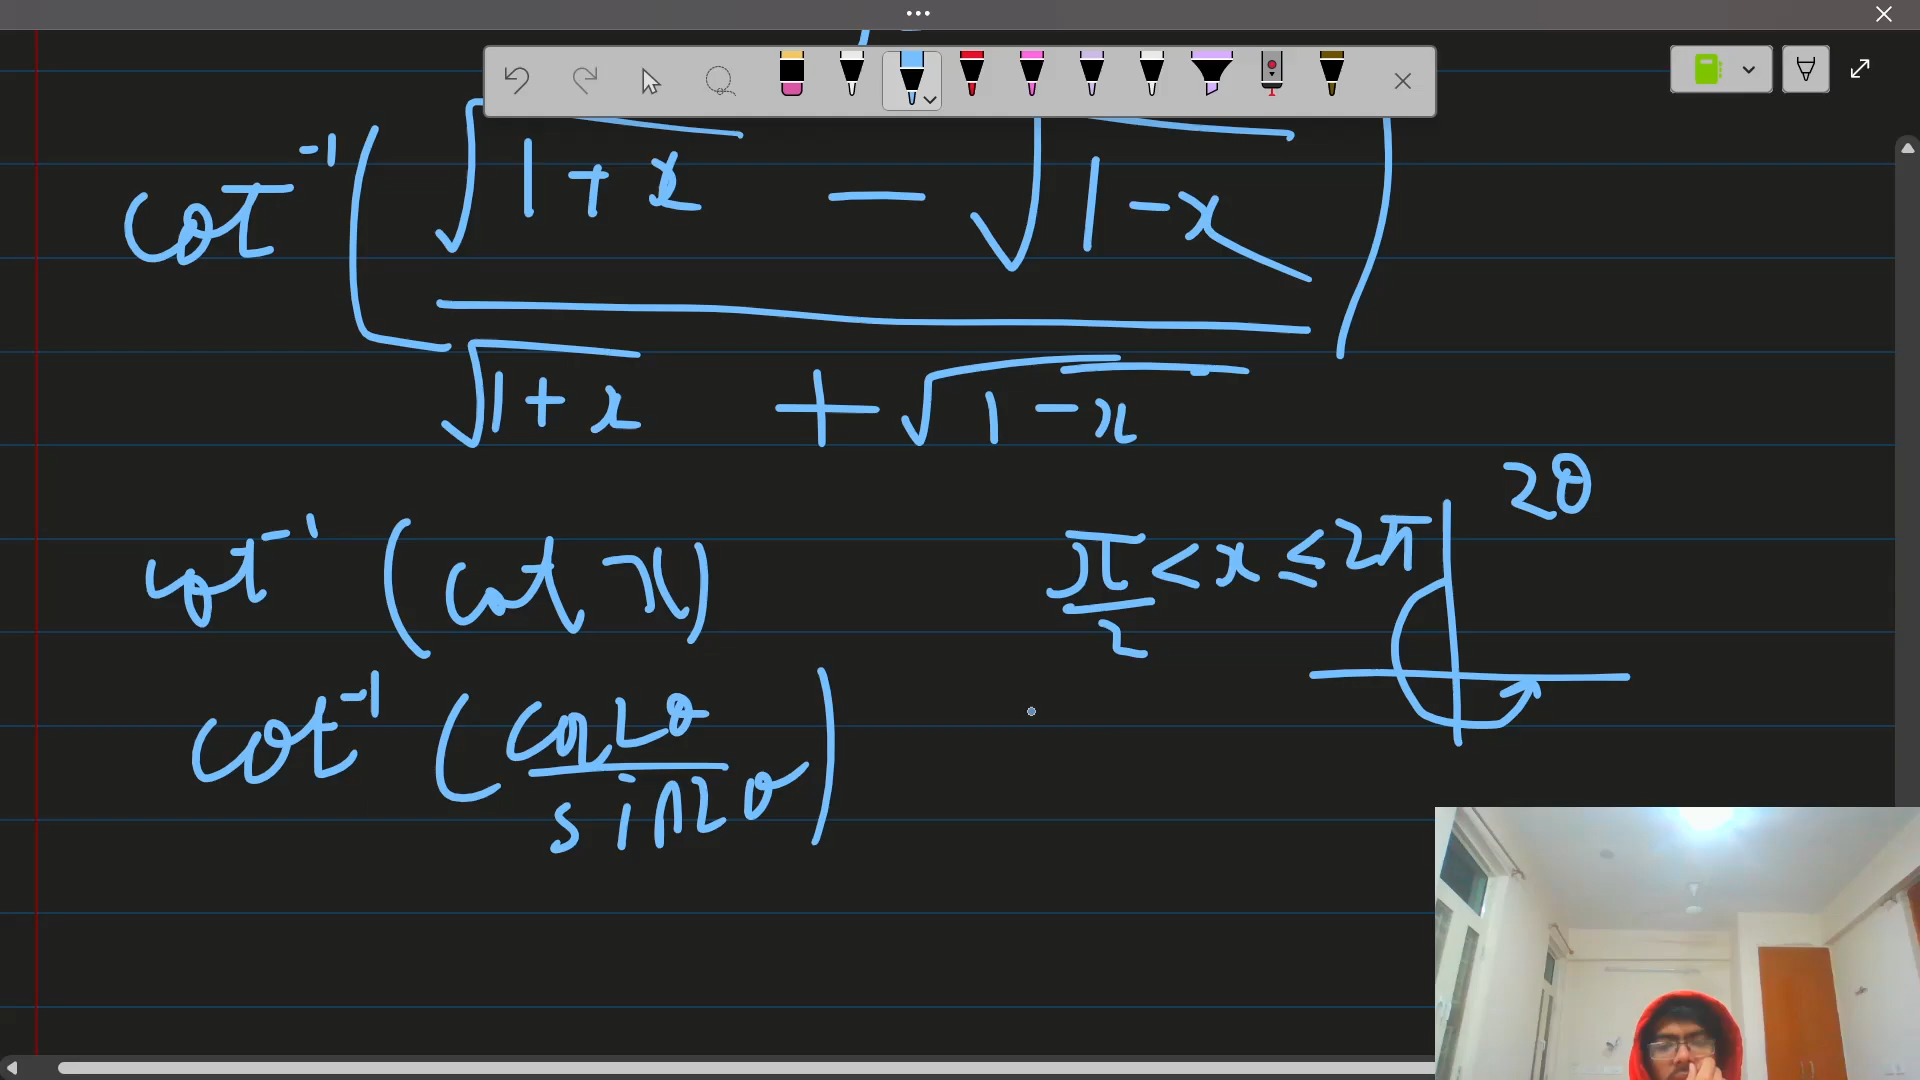 cot⁻¹ ( (√(1+x) − √(1−x)) / (√(1+x) + √(1−x)) )
2θ
cot⁻¹ (cot x)
π/2 < x ≤ 2π
cot⁻¹ (cos2θ / sin2θ)